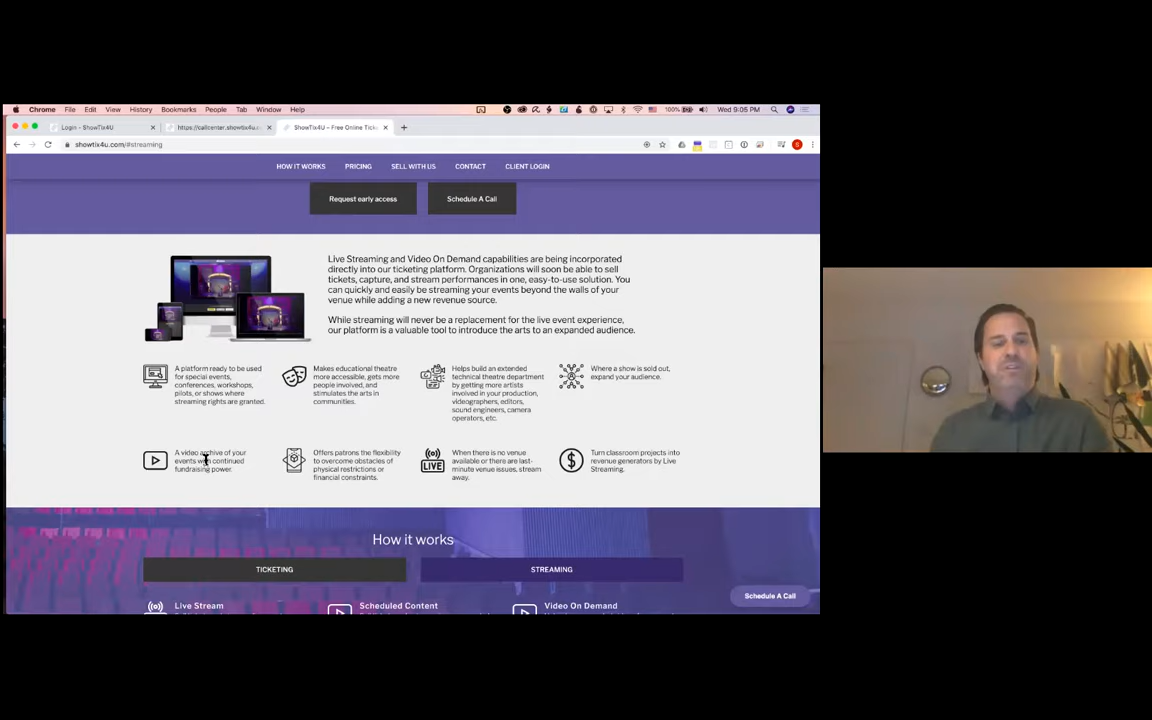 Chrome File Edit View History Bookmarks People Tab Window Help
100% Wed 9:05 PM
Login - ShowTix4U
https://callcenter.showtix4u.
ShowTix4U – Free Online Ticke
showtix4u.com/#streaming
HOW IT WORKS PRICING SELL WITH US CONTACT CLIENT LOGIN
Request early access
Schedule A Call
Live Streaming and Video On Demand capabilities are being incorporated
directly into our ticketing platform. Organizations will soon be able to sell
tickets, capture, and stream performances in one, easy-to-use solution. You
can quickly and easily be streaming your events beyond the walls of your
venue while adding a new revenue source.
While streaming will never be a replacement for the live event experience,
our platform is a valuable tool to introduce the arts to an expanded audience.
A platform ready to be used
for special events,
conferences, workshops,
pilots, or shows where
streaming rights are granted.
Makes educational theatre
more accessible, gets more
people involved, and
stimulates the arts in
communities.
Helps build an extended
technical theatre department
by getting more artists
involved in your production,
videographers, editors,
sound engineers, camera
operators, etc.
Where a show is sold out,
expand your audience.
A video archive of your
events with continued
fundraising power.
Offers patrons the flexibility
to overcome obstacles of
physical restrictions or
financial constraints.
LIVE
When there is no venue
available or there are last-
minute venue issues, stream
away.
$
Turn classroom projects into
revenue generators by Live
Streaming.
How it works
TICKETING
STREAMING
Live Stream
Scheduled Content
Video On Demand
Schedule A Call